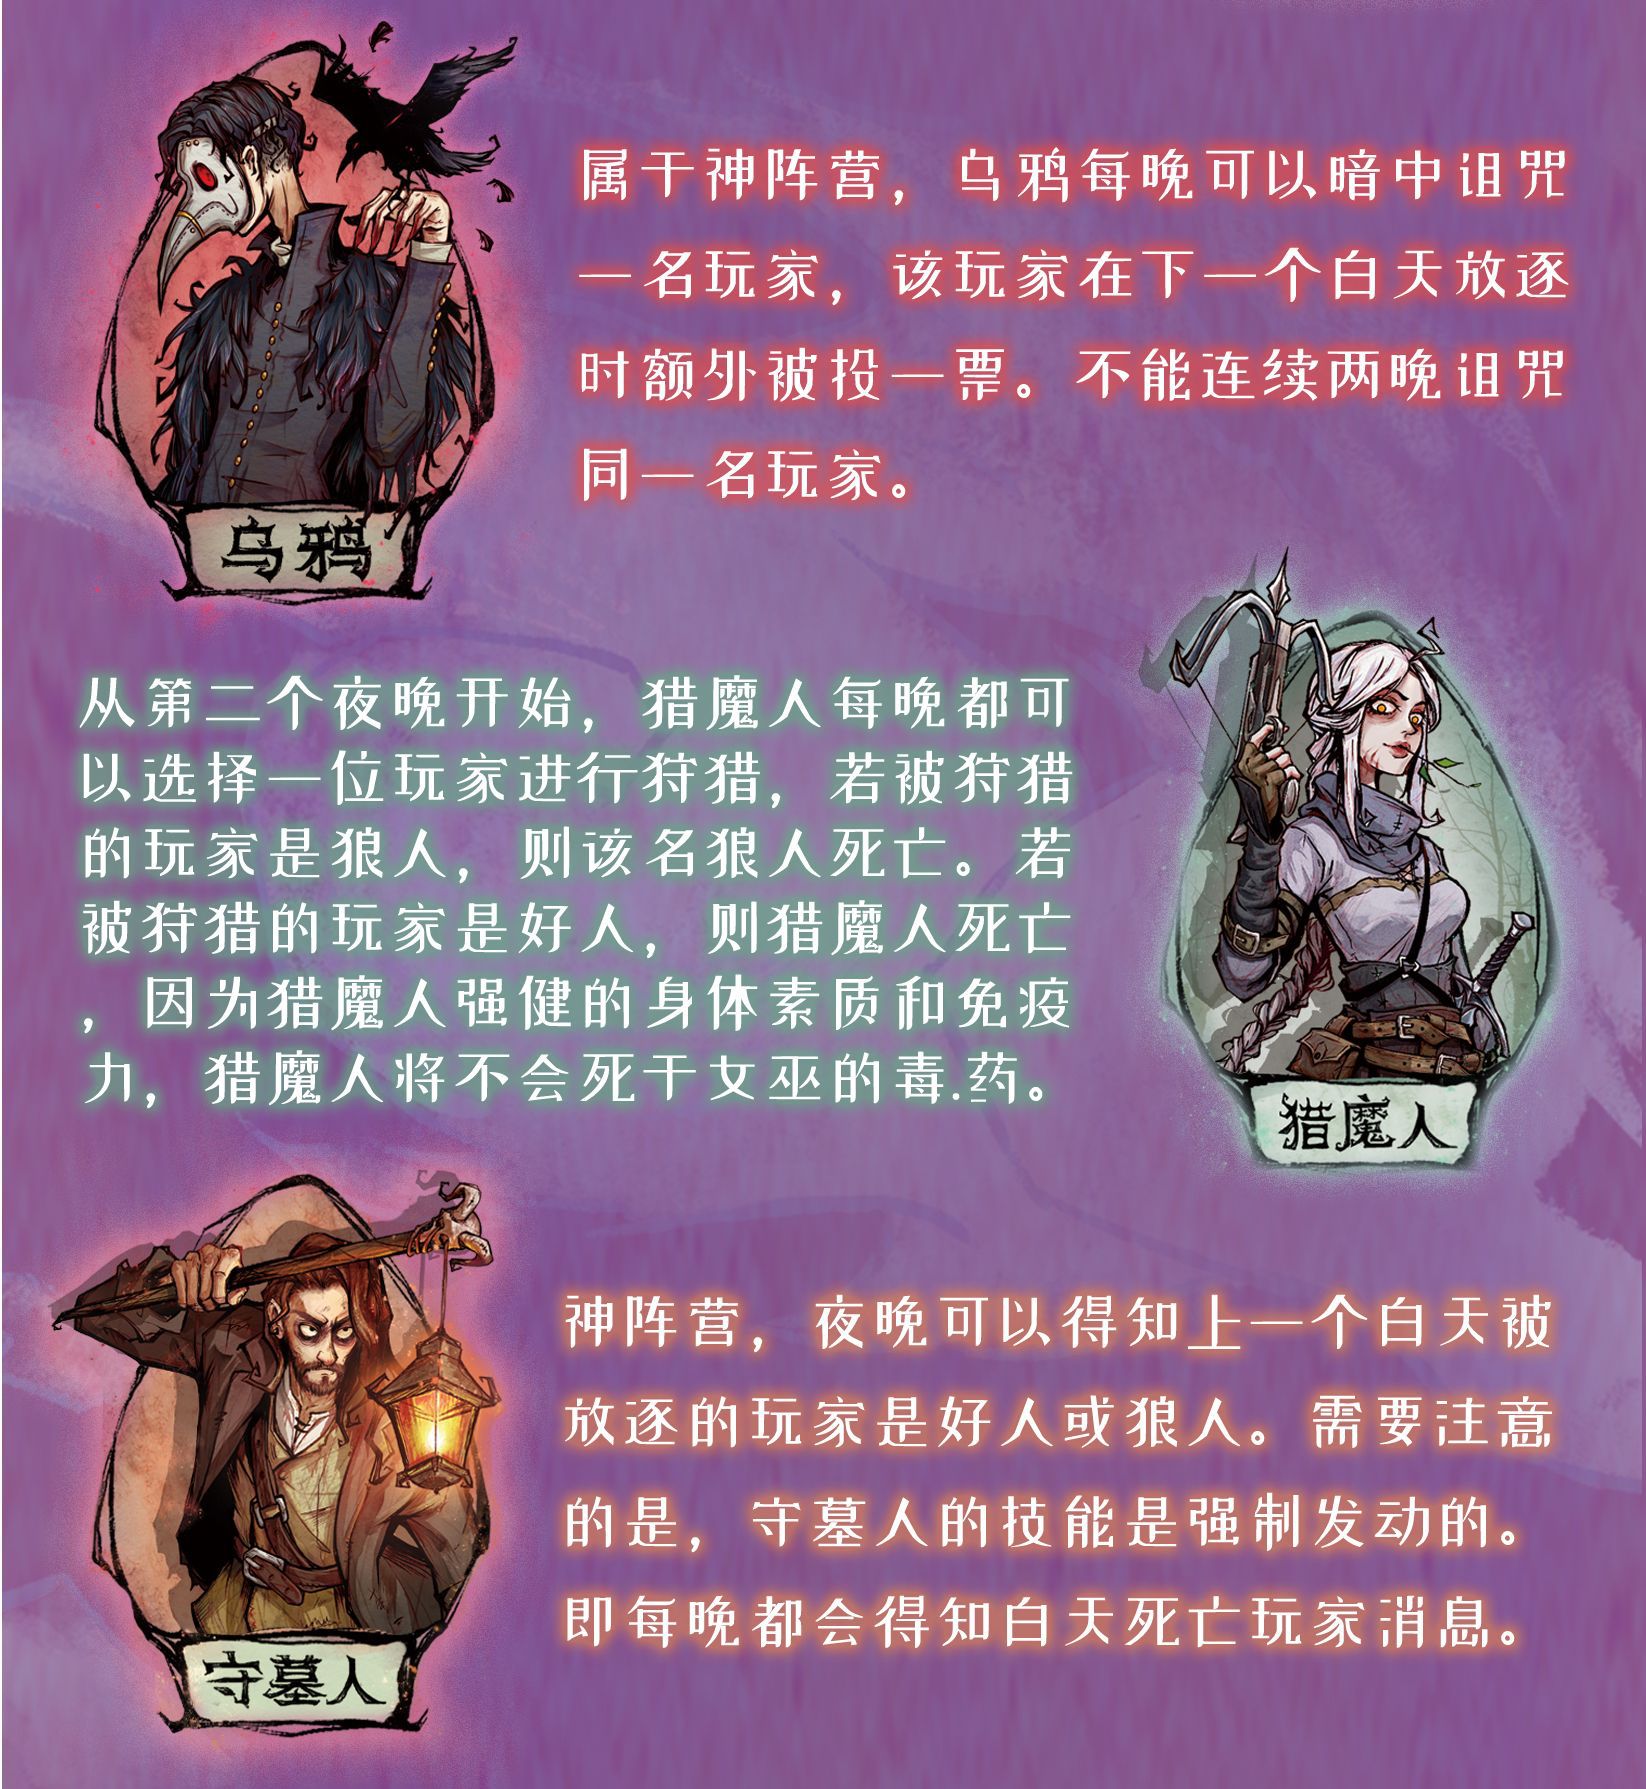 属于神阵营，乌鸦每晚可以暗中诅咒
一名玩家，该玩家在下一个白天放逐
时额外被投一票。不能连续两晚诅咒
同一名玩家。
乌鸦
从第二个夜晚开始，猎魔人每晚都可
以选择一位玩家进行狩猎，若被狩猎
的玩家是狼人，则该名狼人死亡。若
被狩猎的玩家是好人，则猎魔人死亡
，因为猎魔人强健的身体素质和免疫
力，猎魔人将不会死于女巫的毒.药。
猎魔人
神阵营，夜晚可以得知上一个白天被
放逐的玩家是好人或狼人。需要注意
的是，守墓人的技能是强制发动的。
即每晚都会得知白天死亡玩家消息。
守墓人